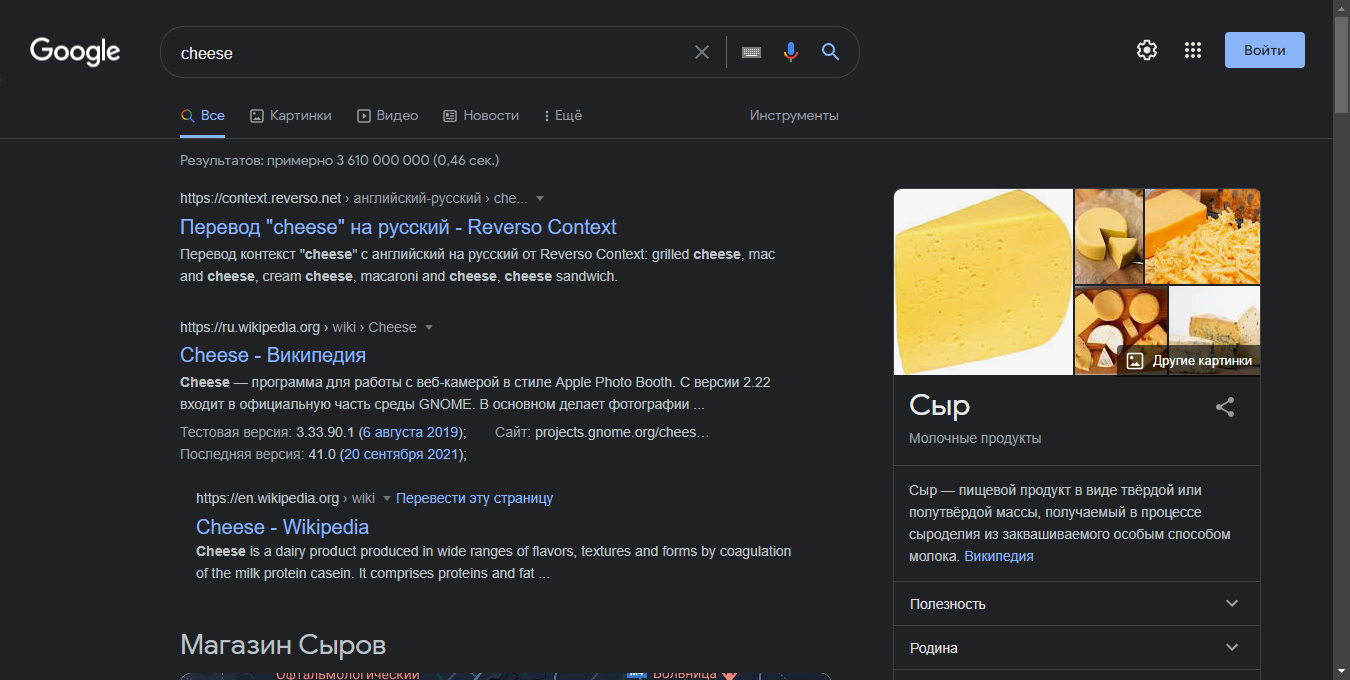 Google
cheese
Войти
Все
Картинки
Видео
Новости
Ещё
Инструменты
Результатов: примерно 3 610 000 000 (0,46 сек.)
https://context.reverso.net › английский-русский › che...
Перевод "cheese" на русский - Reverso Context
Перевод контекст "cheese" c английский на русский от Reverso Context: grilled cheese, mac
and cheese, cream cheese, macaroni and cheese, cheese sandwich.
https://ru.wikipedia.org › wiki › Cheese
Cheese - Википедия
Cheese — программа для работы с веб-камерой в стиле Apple Photo Booth. С версии 2.22
входит в официальную часть среды GNOME. В основном делает фотографии ...
Тестовая версия: 3.33.90.1 (6 августа 2019); Сайт: projects.gnome.org/chees…
Последняя версия: 41.0 (20 сентября 2021);
https://en.wikipedia.org › wiki Перевести эту страницу
Cheese - Wikipedia
Cheese is a dairy product produced in wide ranges of flavors, textures and forms by coagulation
of the milk protein casein. It comprises proteins and fat ...
Магазин Сыров
Офтальмологический
Больница
Другие картинки
Сыр
Молочные продукты
Сыр — пищевой продукт в виде твёрдой или
полутвёрдой массы, получаемый в процессе
сыроделия из заквашиваемого особым способом
молока. Википедия
Полезность
Родина